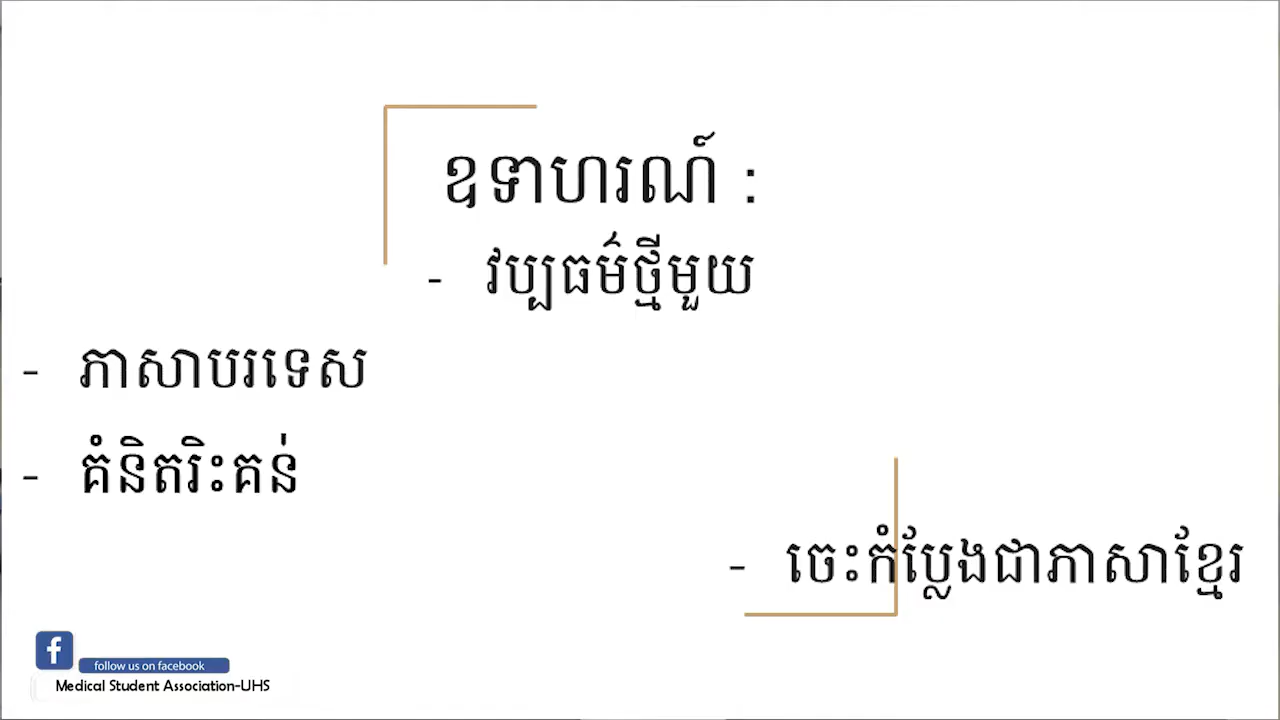 ឧទាហរណ៍ :
- វប្បធម៌ថ្មីមួយ
- ភាសាបរទេស
- គំនិតរិះគន់
- ចេះកំប្លែងជាភាសាខ្មែរ
f
follow us on facebook
Medical Student Association-UHS